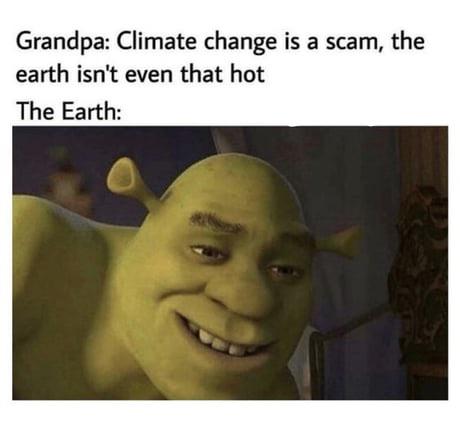 Grandpa: Climate change is a scam, the
earth isn't even that hot
The Earth: